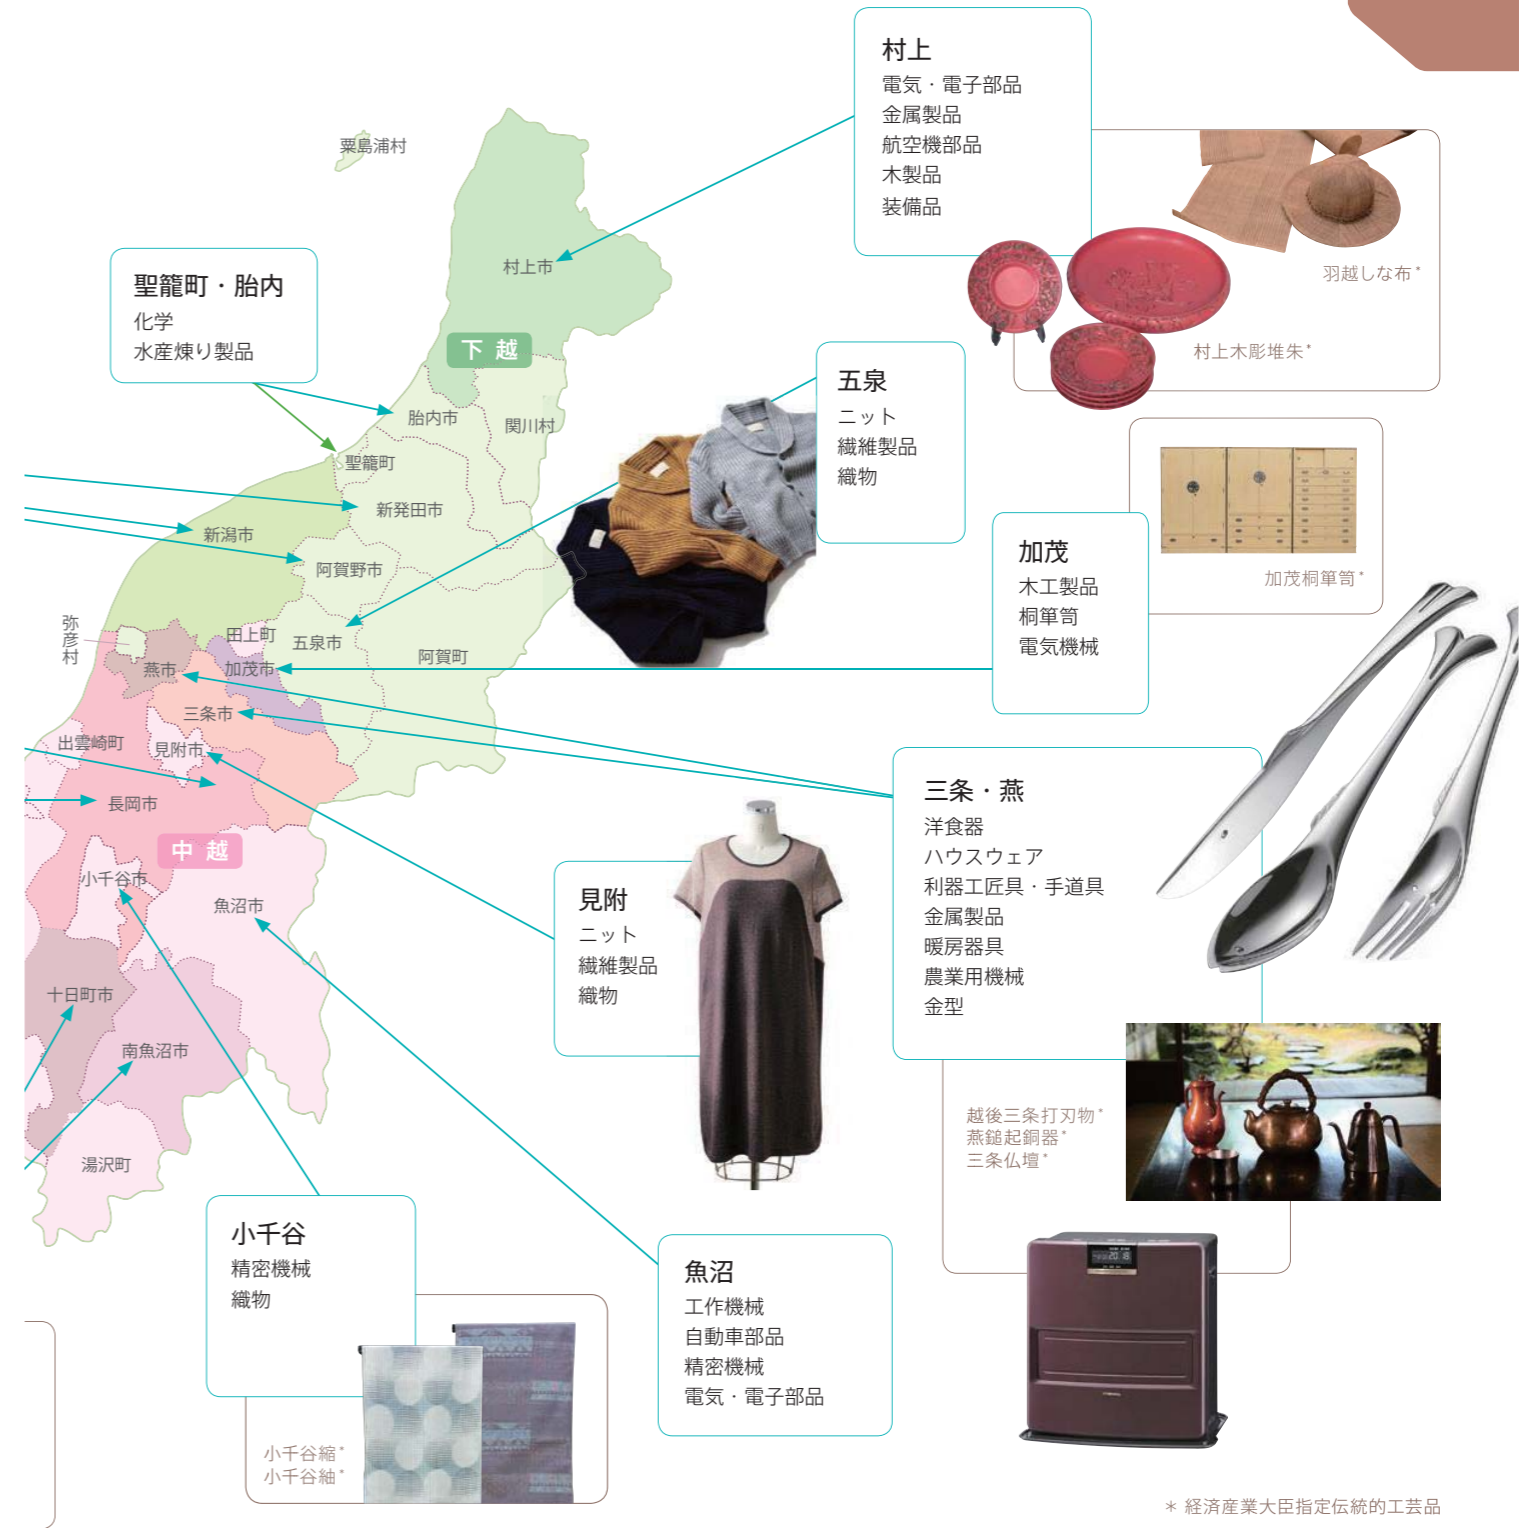 村上
電気・電子部品
金属製品
航空機部品
木製品
装備品
羽越しな布*
村上木彫堆朱*
聖籠町・胎内
化学
水産煉り製品
五泉
ニット
繊維製品
織物
加茂
木工製品
桐箪笥
電気機械
加茂桐箪笥*
三条・燕
洋食器
ハウスウェア
利器工匠具・手道具
金属製品
暖房器具
農業用機械
金型
越後三条打刃物*
燕鎚起銅器*
三条仏壇*
見附
ニット
繊維製品
織物
小千谷
精密機械
織物
小千谷縮*
小千谷紬*
魚沼
工作機械
自動車部品
精密機械
電気・電子部品
粟島浦村
村上市
下越
胎内市
関川村
聖籠町
新発田市
新潟市
阿賀野市
弥彦村
田上町
五泉市
阿賀町
燕市
加茂市
三条市
出雲崎町
見附市
長岡市
中越
小千谷市
魚沼市
十日町市
南魚沼市
湯沢町
＊ 経済産業大臣指定伝統的工芸品